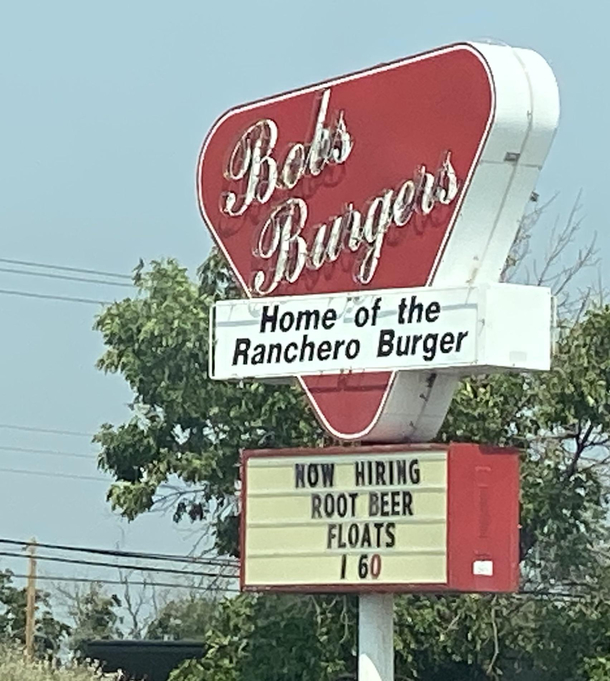 Bobs
Burgers
Home of the
Ranchero Burger
NOW HIRING
ROOT BEER
FLOATS
1 60